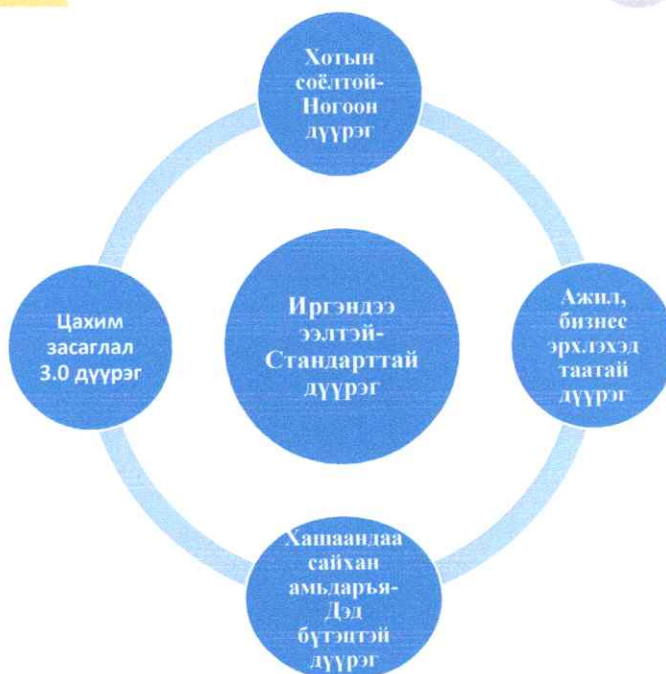 Хотын
соёлтой-
Ногоон
дүүрэг
Цахим
засаглал
3.0 дүүрэг
Иргэндээ
ээлтэй-
Стандарттай
дүүрэг
Ажил,
бизнес
эрхлэхэд
таатай
дүүрэг
Хашаандаа
сайхан
амьдаръя-
Дэд
бүтэцтэй
дүүрэг